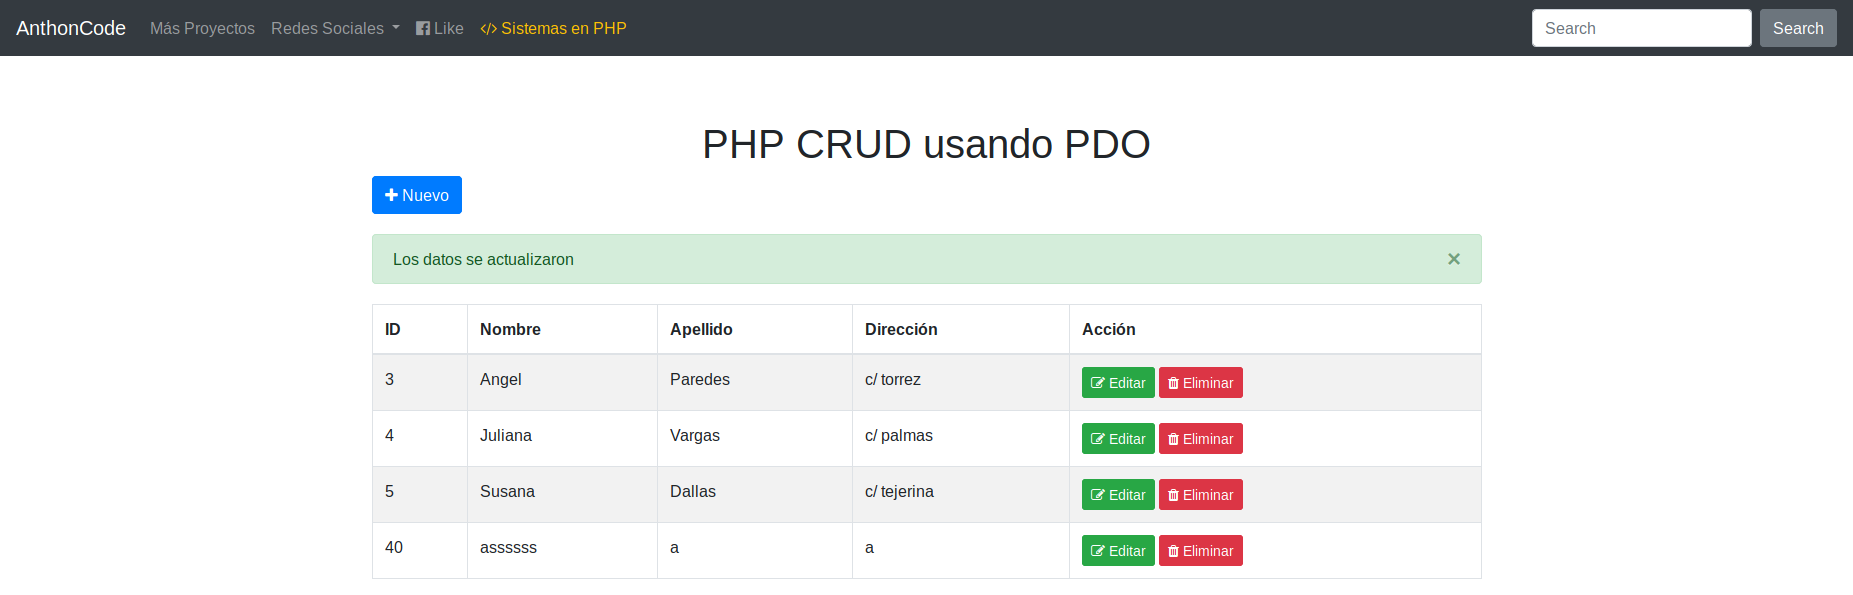 AnthonCode Más Proyectos Redes Sociales Like Sistemas en PHP Search Search
PHP CRUD usando PDO
Nuevo
Los datos se actualizaron ×
ID Nombre Apellido Dirección Acción
3 Angel Paredes c/ torrez Editar Eliminar
4 Juliana Vargas c/ palmas Editar Eliminar
5 Susana Dallas c/ tejerina Editar Eliminar
40 assssss a a Editar Eliminar